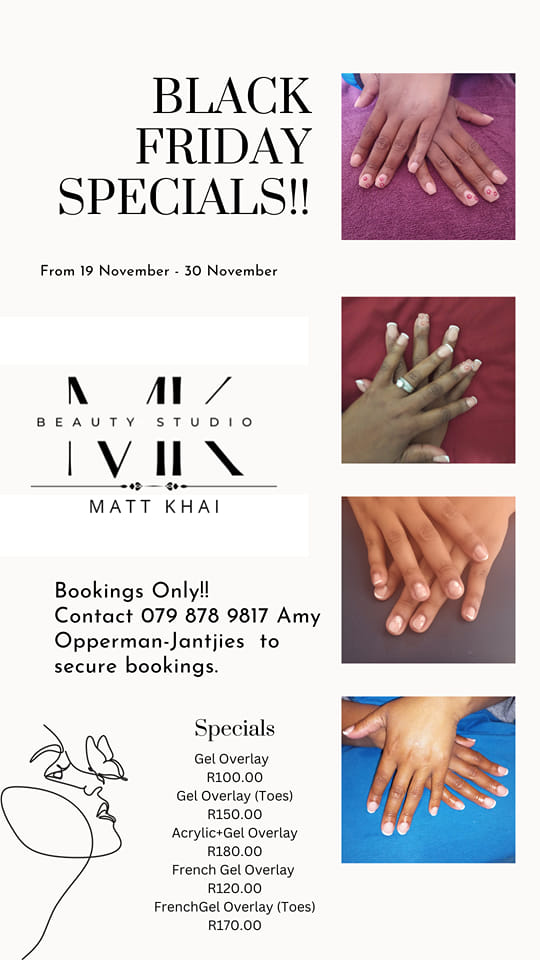 BLACK
FRIDAY
SPECIALS!!
From 19 November - 30 November
MK
BEAUTY STUDIO
MATT KHAI
Bookings Only!!
Contact 079 878 9817 Amy
Opperman-Jantjies to
secure bookings.
Specials
Gel Overlay
R100.00
Gel Overlay (Toes)
R150.00
Acrylic+Gel Overlay
R180.00
French Gel Overlay
R120.00
FrenchGel Overlay (Toes)
R170.00